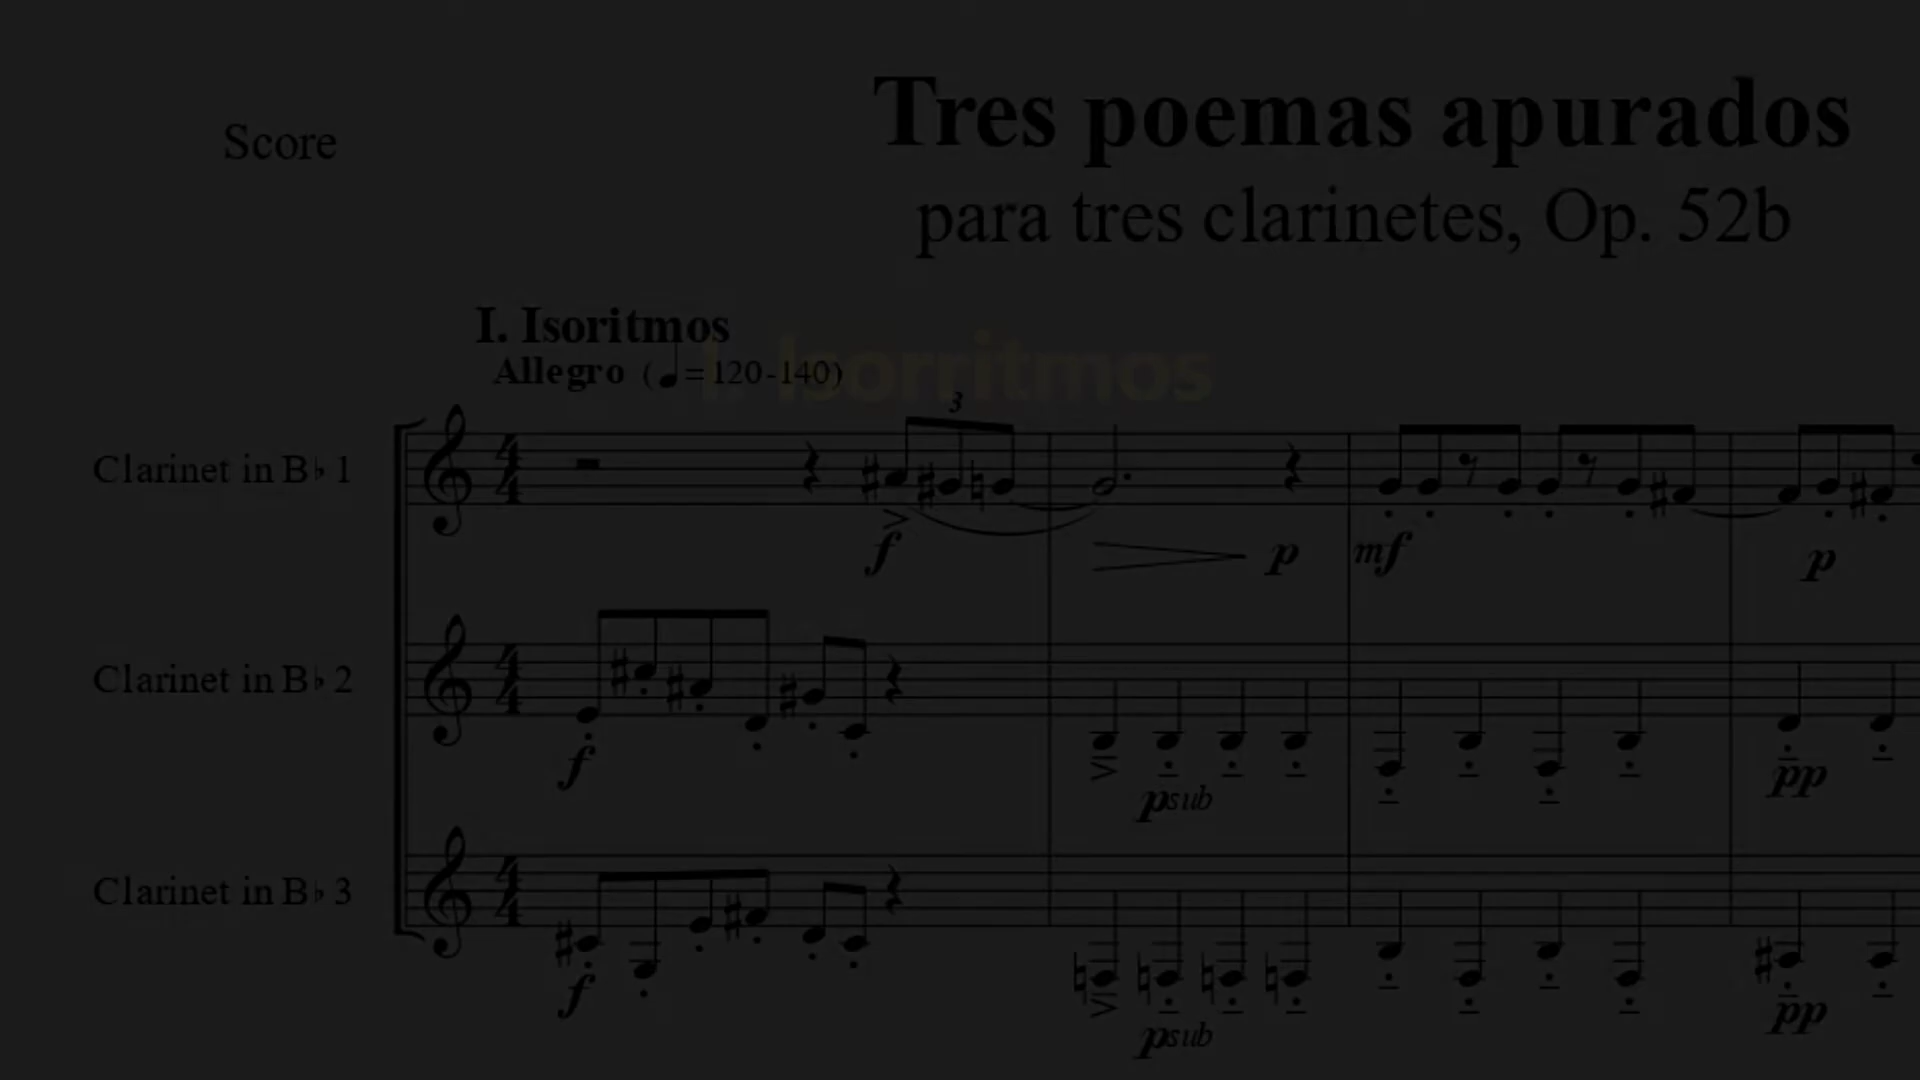 Tres poemas apurados
Score
para tres clarinetes, Op. 52b
I. Isoritmos
I. Isorritmos
Allegro (♩=120-140)
3
Clarinet in B♭ 1
f
p
mf
p
Clarinet in B♭ 2
f
psub
pp
Clarinet in B♭ 3
f
psub
pp